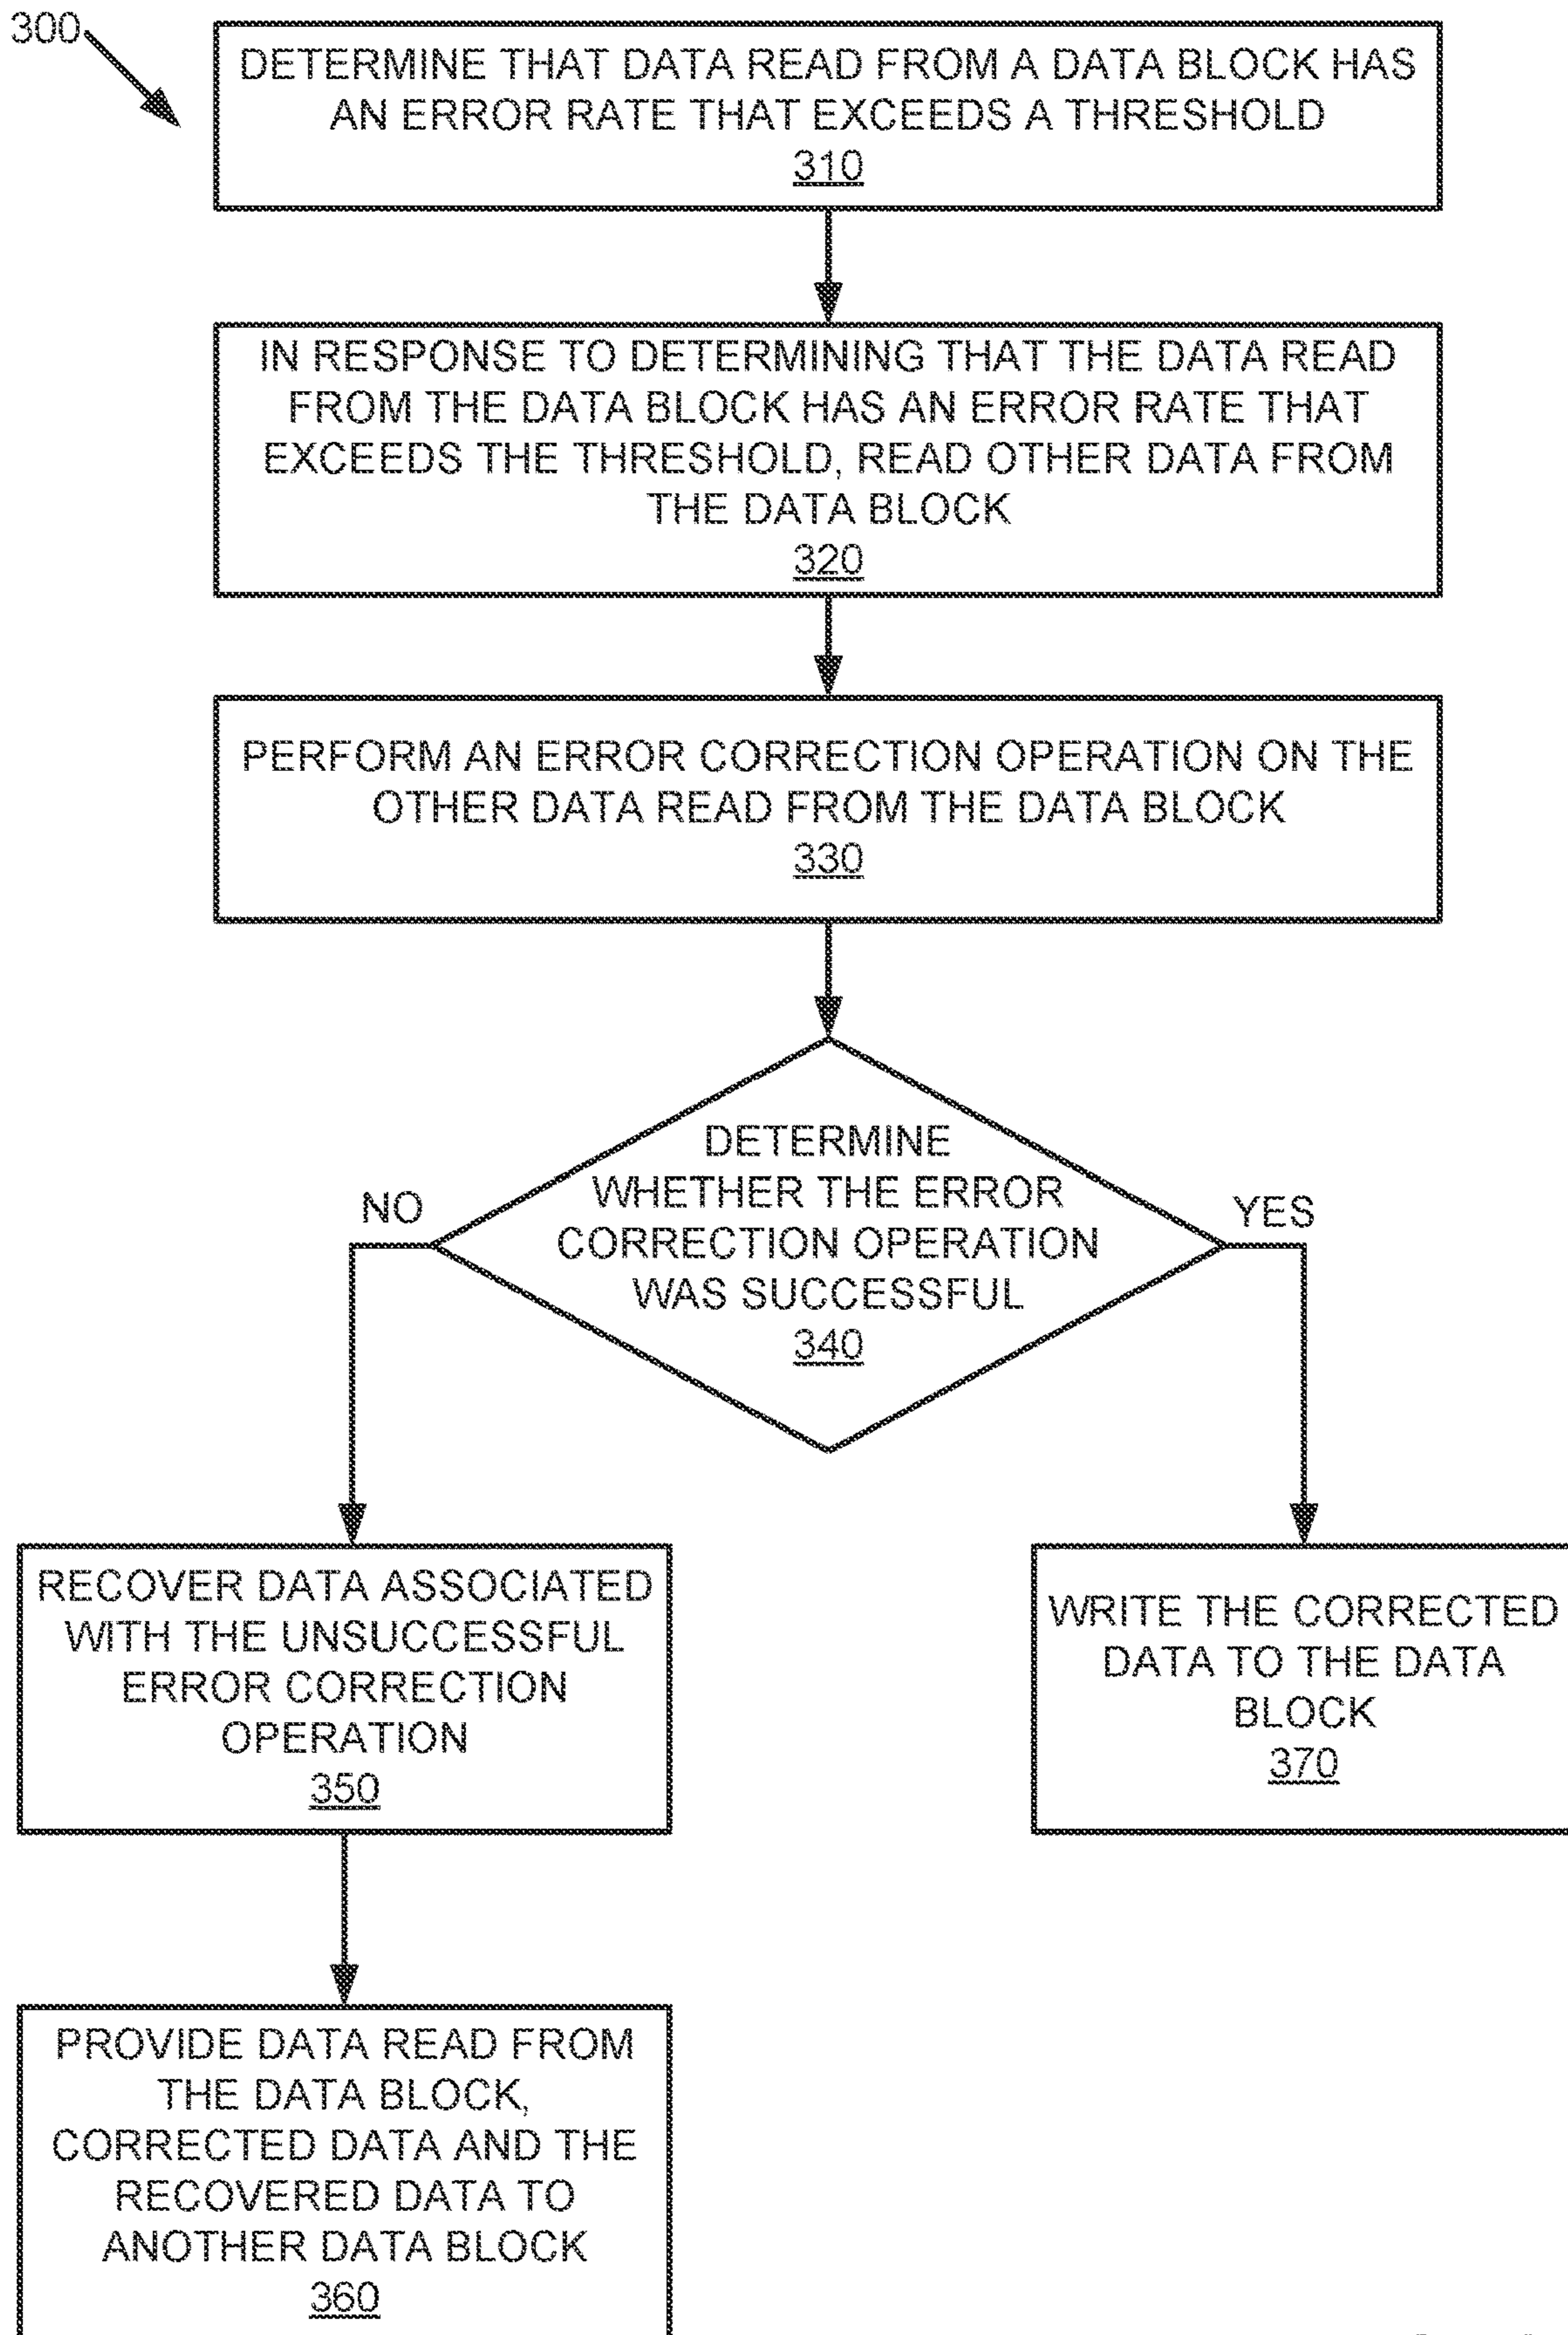 300
DETERMINE THAT DATA READ FROM A DATA BLOCK HAS
AN ERROR RATE THAT EXCEEDS A THRESHOLD
310
IN RESPONSE TO DETERMINING THAT THE DATA READ
FROM THE DATA BLOCK HAS AN ERROR RATE THAT
EXCEEDS THE THRESHOLD, READ OTHER DATA FROM
THE DATA BLOCK
320
PERFORM AN ERROR CORRECTION OPERATION ON THE
OTHER DATA READ FROM THE DATA BLOCK
330
DETERMINE
WHETHER THE ERROR
CORRECTION OPERATION
WAS SUCCESSFUL
340
NO
YES
RECOVER DATA ASSOCIATED
WITH THE UNSUCCESSFUL
ERROR CORRECTION
OPERATION
350
WRITE THE CORRECTED
DATA TO THE DATA
BLOCK
370
PROVIDE DATA READ FROM
THE DATA BLOCK,
CORRECTED DATA AND THE
RECOVERED DATA TO
ANOTHER DATA BLOCK
360